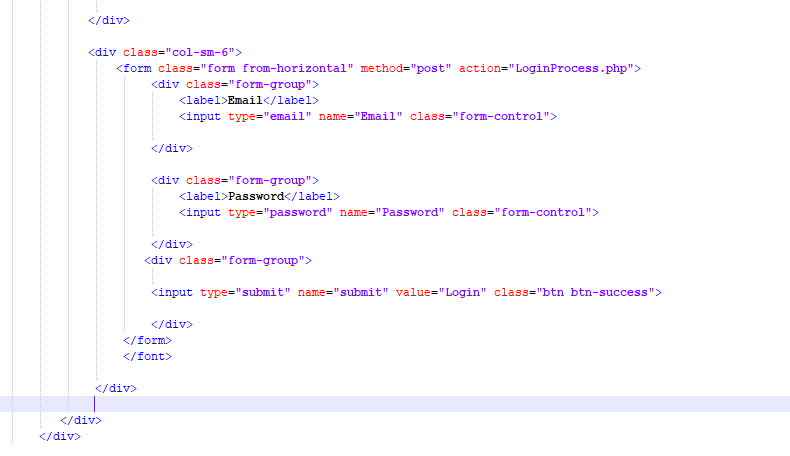 </div>
<div class="col-sm-6">
<form class="form from-horizontal" method="post" action="LoginProcess.php">
<div class="form-group">
<label>Email</label>
<input type="email" name="Email" class="form-control">
</div>
<div class="form-group">
<label>Password</label>
<input type="password" name="Password" class="form-control">
</div>
<div class="form-group">
<input type="submit" name="submit" value="Login" class="btn btn-success">
</div>
</form>
</font>
</div>
</div>
</div>